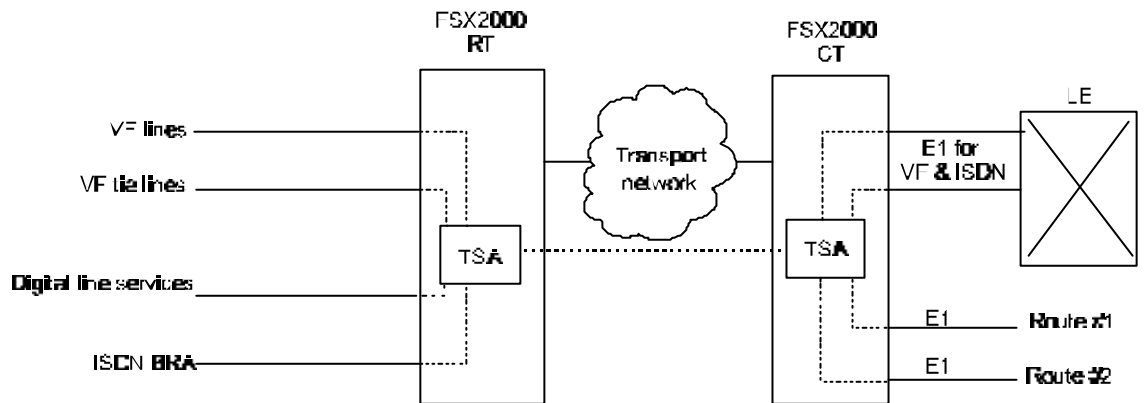 FSX2000
RT
FSX2000
CT
LE
VF lines
VF tie lines
Digital line services
ISDN BRA
TSA
Transport
network
TSA
E1 for
VF & ISDN
E1
Route #1
E1
Route #2